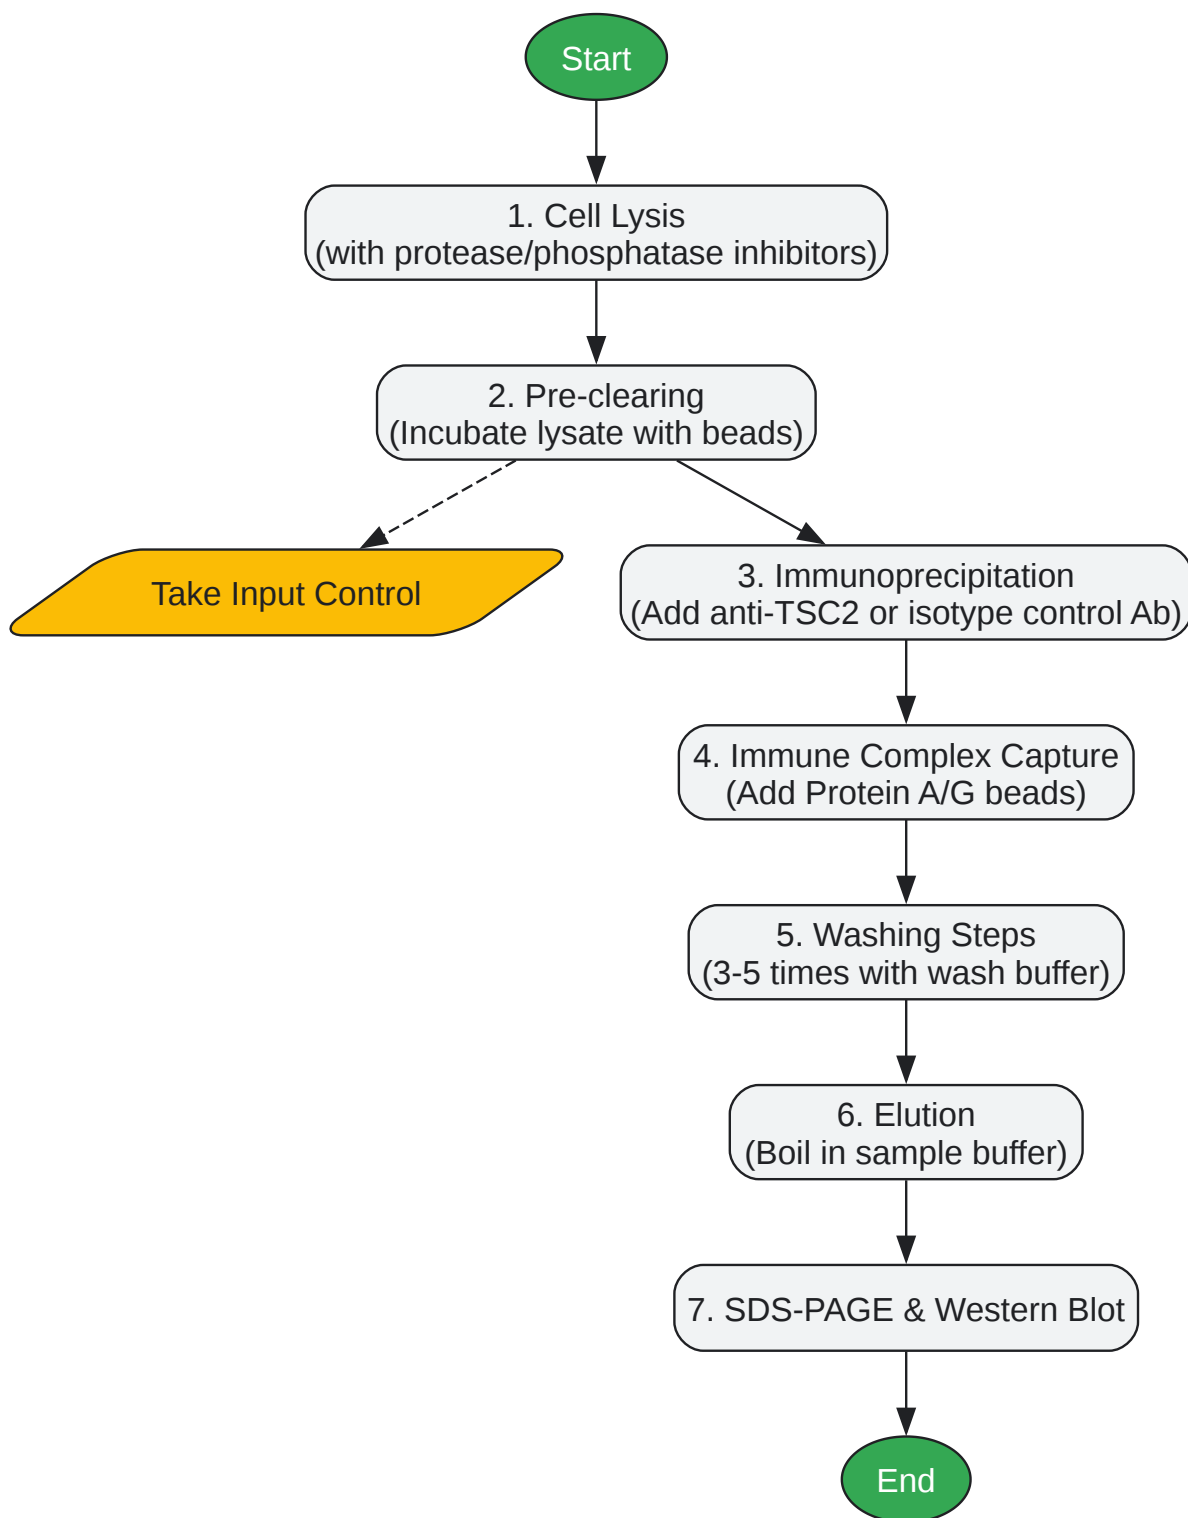 Start
1. Cell Lysis
(with protease/phosphatase inhibitors)
2. Pre-clearing
(Incubate lysate with beads)
Take Input Control
3. Immunoprecipitation
(Add anti-TSC2 or isotype control Ab)
4. Immune Complex Capture
(Add Protein A/G beads)
5. Washing Steps
(3-5 times with wash buffer)
6. Elution
(Boil in sample buffer)
7. SDS-PAGE & Western Blot
End